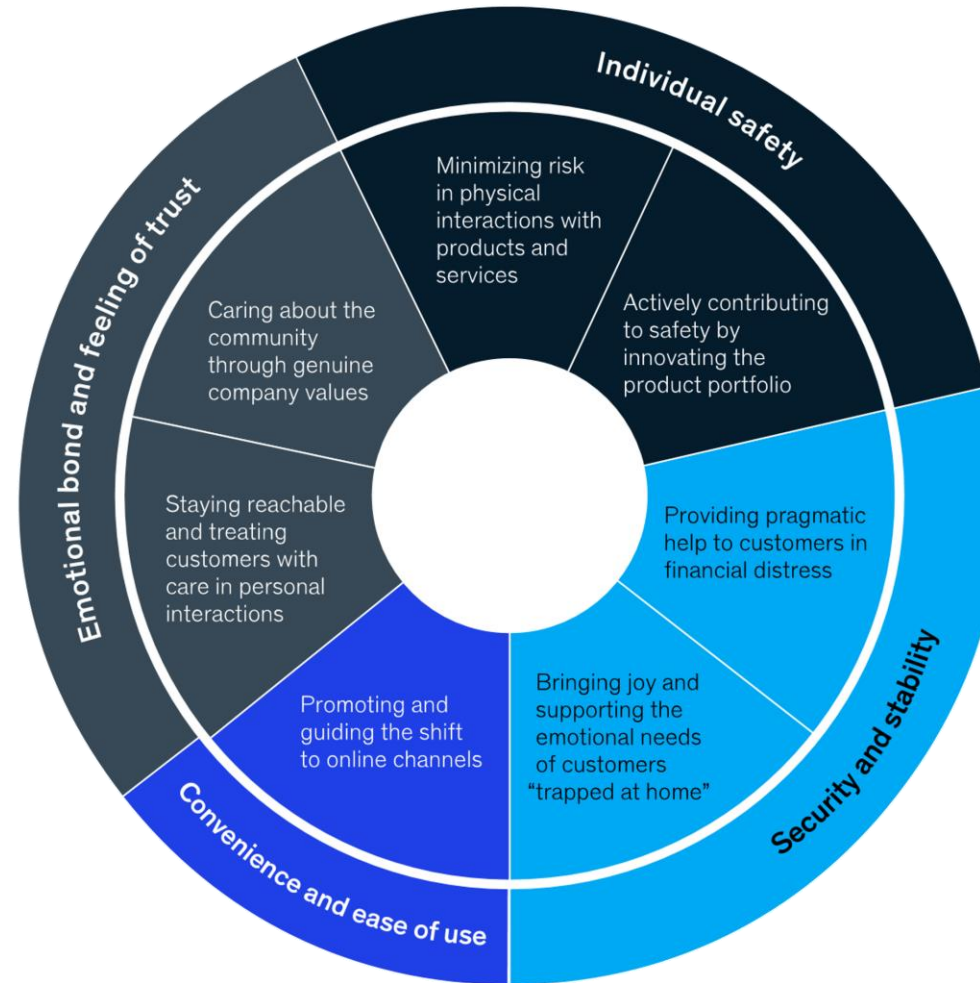 Individual safety
Minimizing risk
in physical
interactions with
products and
services
Actively contributing
to safety by
innovating the
product portfolio
Security and stability
Providing pragmatic
help to customers in
financial distress
Bringing joy and
supporting the
emotional needs
of customers
“trapped at home”
Convenience and ease of use
Promoting and
guiding the shift
to online channels
Emotional bond and feeling of trust
Staying reachable
and treating
customers with
care in personal
interactions
Caring about the
community
through genuine
company values